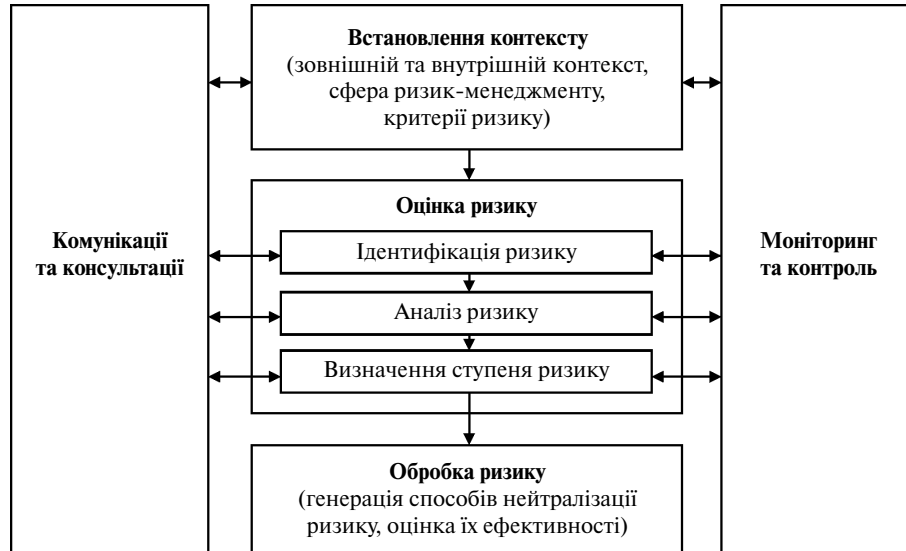 Встановлення контексту
(зовнішній та внутрішній контекст,
сфера ризик-менеджменту,
критерії ризику)
Комунікації
та консультації
Оцінка ризику
Ідентифікація ризику
Аналіз ризику
Визначення ступеня ризику
Моніторинг
та контроль
Обробка ризику
(генерація способів нейтралізації
ризику, оцінка їх ефективності)